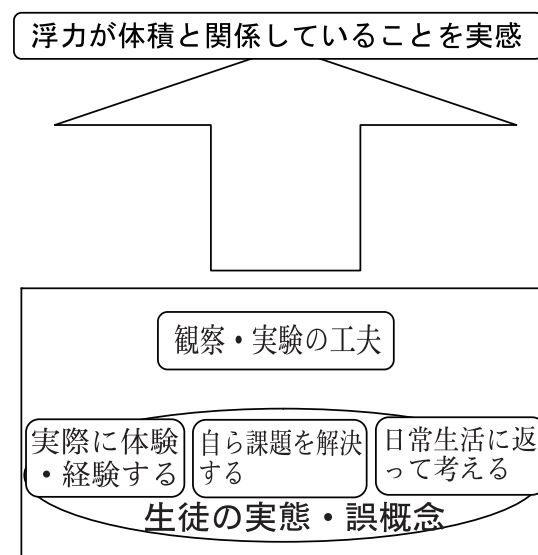 浮力が体積と関係していることを実感
観察・実験の工夫
実際に体験
・経験する
自ら課題を解決
する
日常生活に返
って考える
生徒の実態・誤概念